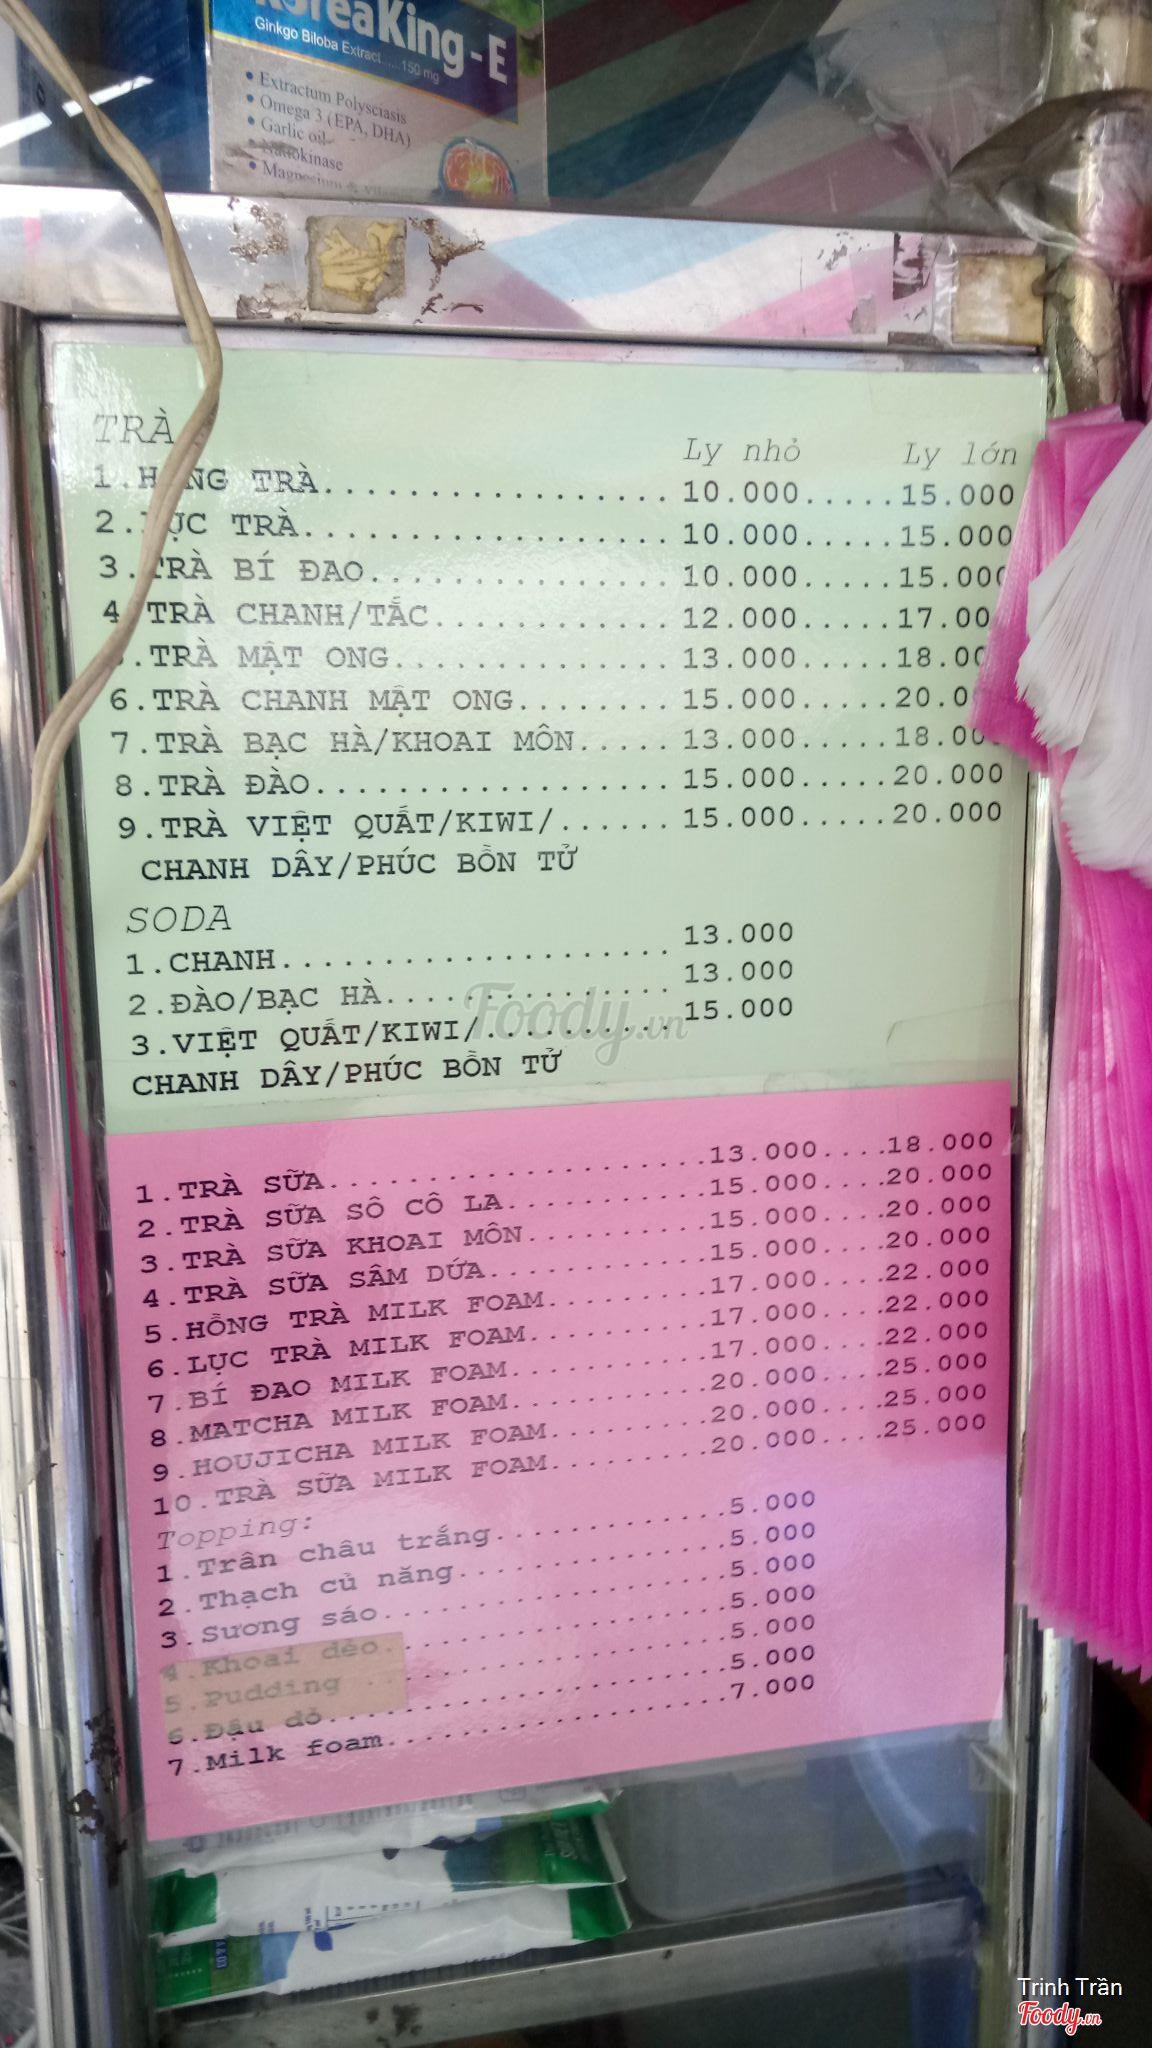 KoreaKing-E
Ginkgo Biloba Extract.....150 mg
• Extractum Polysciasis
• Omega 3 (EPA, DHA)
• Garlic oil
• Nattokinase
TRÀ
Ly nhỏ Ly lớn
1.HỒNG TRÀ.................10.000.....15.000
2.LỤC TRÀ..................10.000.....15.000
3.TRÀ BÍ ĐAO...............10.000.....15.000
4.TRÀ CHANH/TẮC............12.000.....17.000
.TRÀ MẬT ONG..............13.000.....18.000
6.TRÀ CHANH MẬT ONG........15.000.....20.000
7.TRÀ BẠC HÀ/KHOAI MÔN.....13.000.....18.000
8.TRÀ ĐÀO..................15.000.....20.000
9.TRÀ VIỆT QUẤT/KIWI/......15.000.....20.000
CHANH DÂY/PHÚC BỒN TỬ
SODA
1.CHANH....................13.000
2.ĐÀO/BẠC HÀ...............13.000
3.VIỆT QUẤT/KIWI/..........15.000
CHANH DÂY/PHÚC BỒN TỬ
Foody.vn
1.TRÀ SỮA....................13.000....18.000
2.TRÀ SỮA SÔ CÔ LA...........15.000....20.000
3.TRÀ SỮA KHOAI MÔN..........15.000....20.000
4.TRÀ SỮA SÂM DỨA............15.000....20.000
5.HỒNG TRÀ MILK FOAM.........17.000....22.000
6.LỤC TRÀ MILK FOAM..........17.000....22.000
7.BÍ ĐAO MILK FOAM...........17.000....22.000
8.MATCHA MILK FOAM...........20.000....25.000
9.HOUJICHA MILK FOAM.........20.000....25.000
10.TRÀ SỮA MILK FOAM.........20.000....25.000
Topping:
1.Trân châu trắng............5.000
2.Thạch củ năng..............5.000
3.Sương sáo..................5.000
4.Khoai dẻo..................5.000
5.Pudding ...................5.000
6.Đậu đỏ.....................5.000
7.Milk foam..................7.000
Trinh Trần
Foody.vn